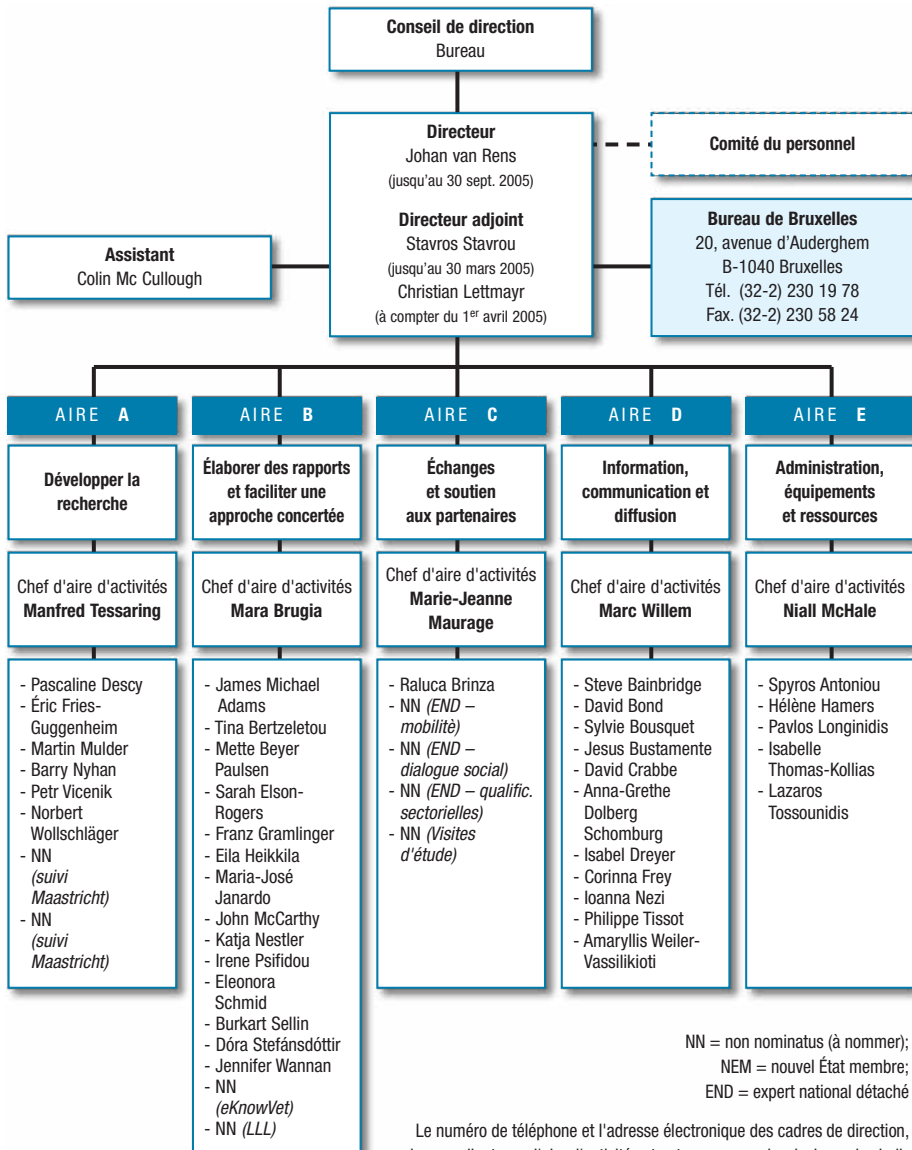 Conseil de direction
Bureau
Directeur
Johan van Rens
(jusqu'au 30 sept. 2005)
Directeur adjoint
Stavros Stavrou
(jusqu'au 30 mars 2005)
Christian Lettmayr
(à compter du 1er avril 2005)
Comité du personnel
Assistant
Colin Mc Cullough
Bureau de Bruxelles
20, avenue d'Auderghem
B-1040 Bruxelles
Tél. (32-2) 230 19 78
Fax. (32-2) 230 58 24
AIRE A
Développer la
recherche
Chef d'aire d'activités
Manfred Tessaring
- Pascaline Descy
- Éric Fries-
Guggenheim
- Martin Mulder
- Barry Nyhan
- Petr Vicenik
- Norbert
Wollschläger
- NN
(suivi
Maastricht)
- NN
(suivi
Maastricht)
AIRE B
Élaborer des rapports
et faciliter une
approche concertée
Chef d'aire d'activités
Mara Brugia
- James Michael
Adams
- Tina Bertzeletou
- Mette Beyer
Paulsen
- Sarah Elson-
Rogers
- Franz Gramlinger
- Eila Heikkila
- Maria-José
Janardo
- John McCarthy
- Katja Nestler
- Irene Psifidou
- Eleonora
Schmid
- Burkart Sellin
- Dóra Stefánsdóttir
- Jennifer Wannan
- NN
(eKnowVet)
- NN (LLL)
AIRE C
Échanges
et soutien
aux partenaires
Chef d'aire d'activités
Marie-Jeanne
Maurage
- Raluca Brinza
- NN (END –
mobilitè)
- NN (END –
dialogue social)
- NN (END – qualific.
sectorielles)
- NN (Visites
d'étude)
AIRE D
Information,
communication et
diffusion
Chef d'aire d'activités
Marc Willem
- Steve Bainbridge
- David Bond
- Sylvie Bousquet
- Jesus Bustamente
- David Crabbe
- Anna-Grethe
Dolberg
Schomburg
- Isabel Dreyer
- Corinna Frey
- Ioanna Nezi
- Philippe Tissot
- Amaryllis Weiler-
Vassilikioti
AIRE E
Administration,
équipements
et ressources
Chef d'aire d'activités
Niall McHale
- Spyros Antoniou
- Hélène Hamers
- Pavlos Longinidis
- Isabelle
Thomas-Kollias
- Lazaros
Tossounidis
NN = non nominatus (à nommer);
NEM = nouvel État membre;
END = expert national détaché
Le numéro de téléphone et l'adresse électronique des cadres de direction,